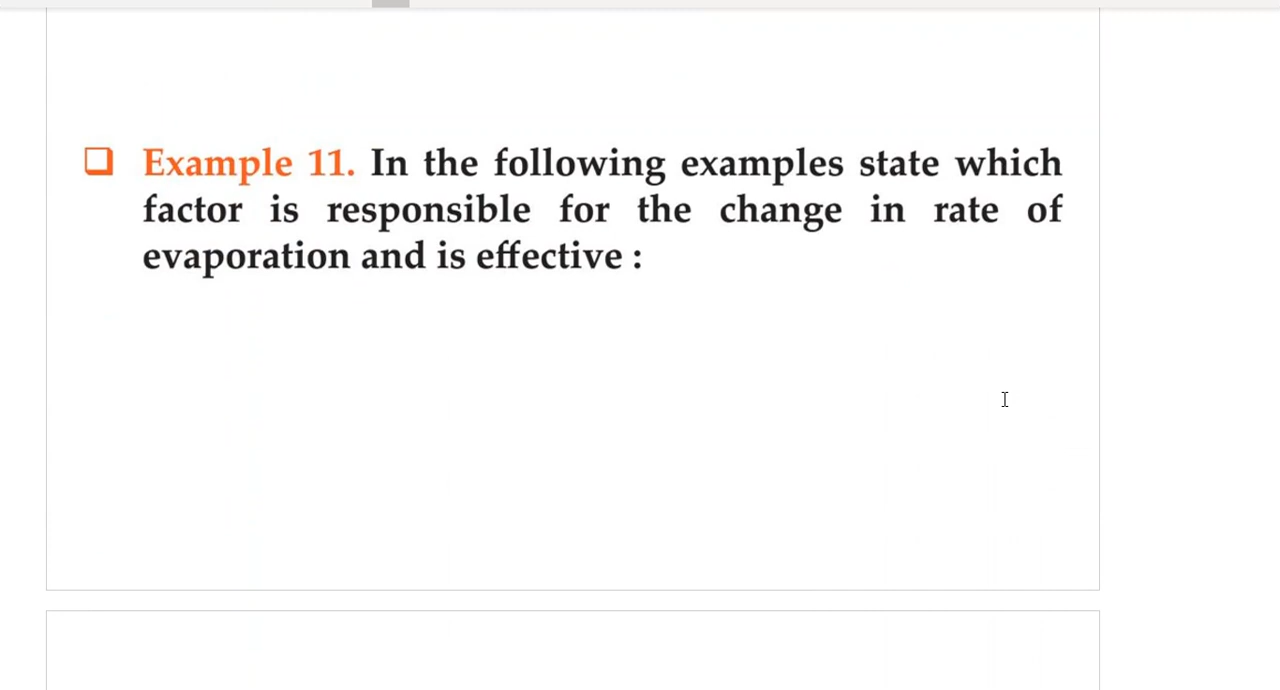 ❑ Example 11. In the following examples state which
factor is responsible for the change in rate of
evaporation and is effective :